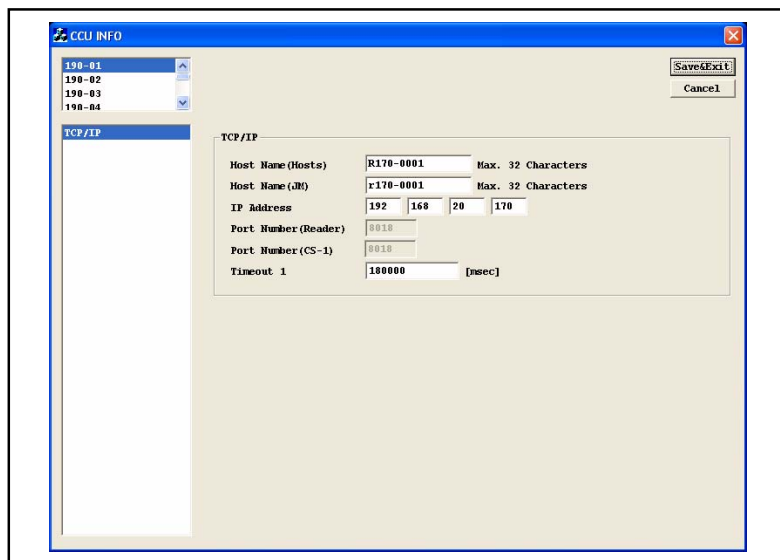 CCU INFO
190-01
190-02
190-03
190-04
Save&Exit
Cancel
TCP/IP
TCP/IP
Host Name(Hosts) R170-0001 Max. 32 Characters
Host Name(JM) r170-0001 Max. 32 Characters
IP Address 192 168 20 170
Port Number(Reader) 8018
Port Number(CS-1) 8018
Timeout 1 180000 [msec]